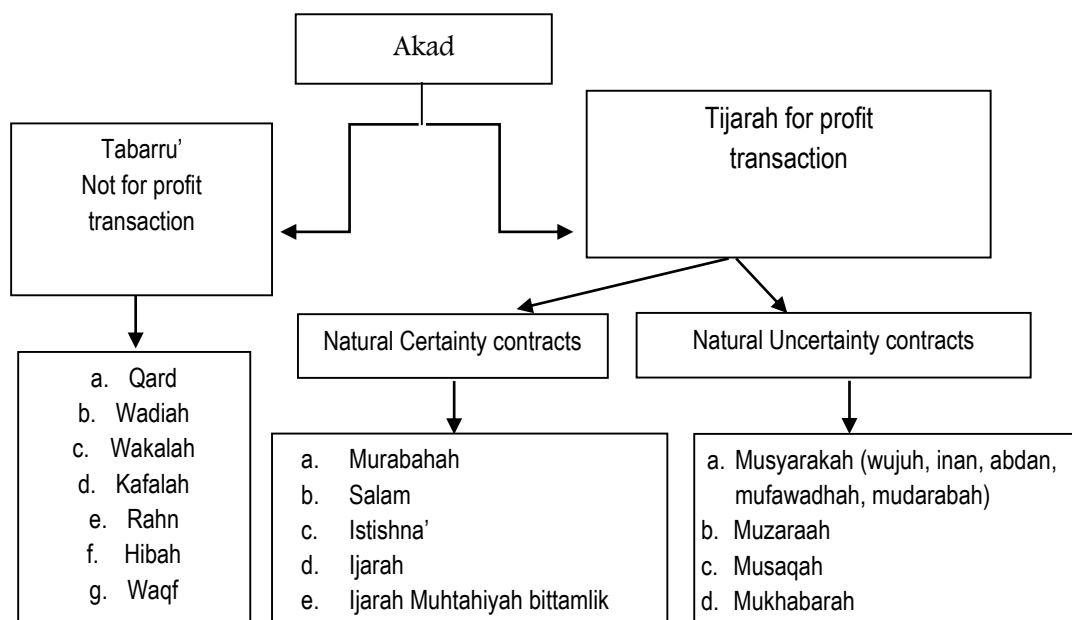 Akad
Tabarru’
Not for profit
transaction
Tijarah for profit
transaction
Natural Certainty contracts
Natural Uncertainty contracts
a. Qard
b. Wadiah
c. Wakalah
d. Kafalah
e. Rahn
f. Hibah
g. Waqf
a. Murabahah
b. Salam
c. Istishna’
d. Ijarah
e. Ijarah Muhtahiyah bittamlik
a. Musyarakah (wujuh, inan, abdan,
mufawadhah, mudarabah)
b. Muzaraah
c. Musaqah
d. Mukhabarah